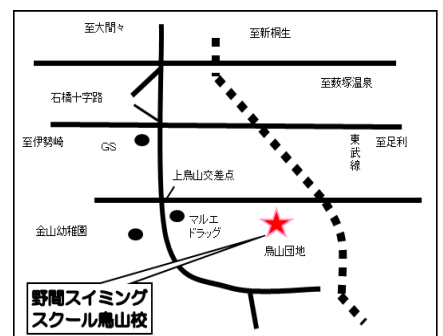 至大間々
至新桐生
至薮塚温泉
石橋十字路
至伊勢崎
GS
東武線
至足利
上鳥山交差点
マルエ
ドラッグ
金山幼稚園
鳥山団地
野間スイミング
スクール鳥山校